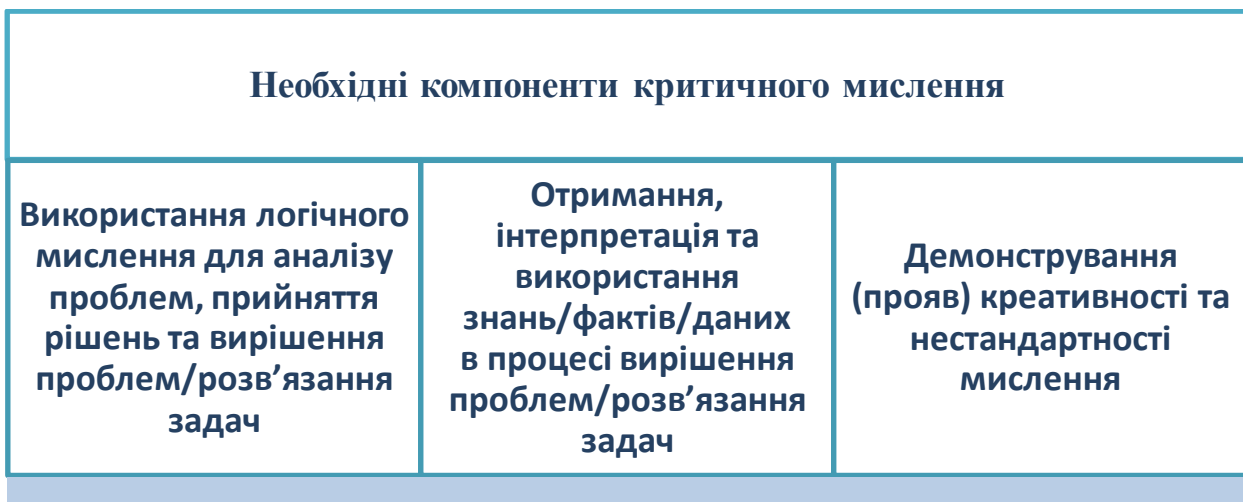 Необхідні компоненти критичного мислення
Використання логічного
мислення для аналізу
проблем, прийняття
рішень та вирішення
проблем/розв’язання
задач
Отримання,
інтерпретація та
використання
знань/фактів/даних
в процесі вирішення
проблем/розв’язання
задач
Демонстрування
(прояв) креативності та
нестандартності
мислення